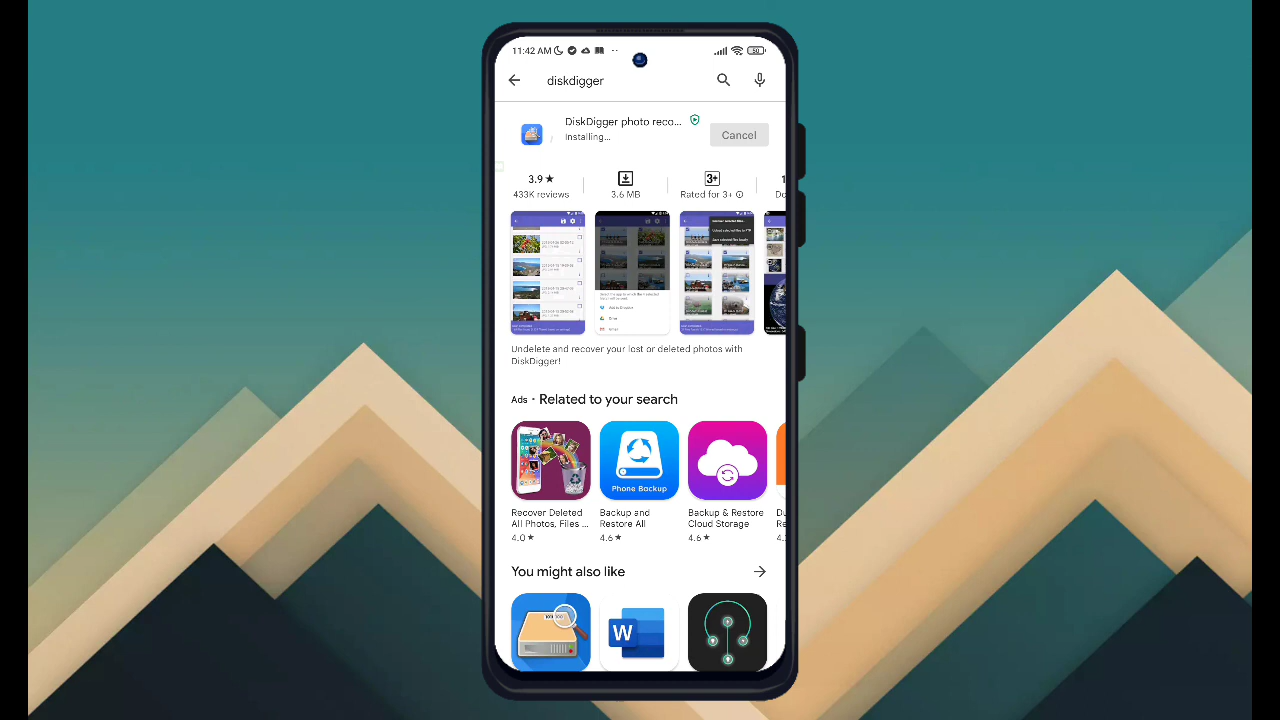 11:42 AM
50
diskdigger
DiskDigger photo reco...
Installing...
Cancel
3.9★
433K reviews
3.6 MB
3+
Rated for 3+
Undelete and recover your lost or deleted photos with
DiskDigger!
Ads · Related to your search
Phone Backup
Recover Deleted
All Photos, Files ...
4.0★
Backup and
Restore All
4.6★
Backup & Restore
Cloud Storage
4.6★
You might also like
W